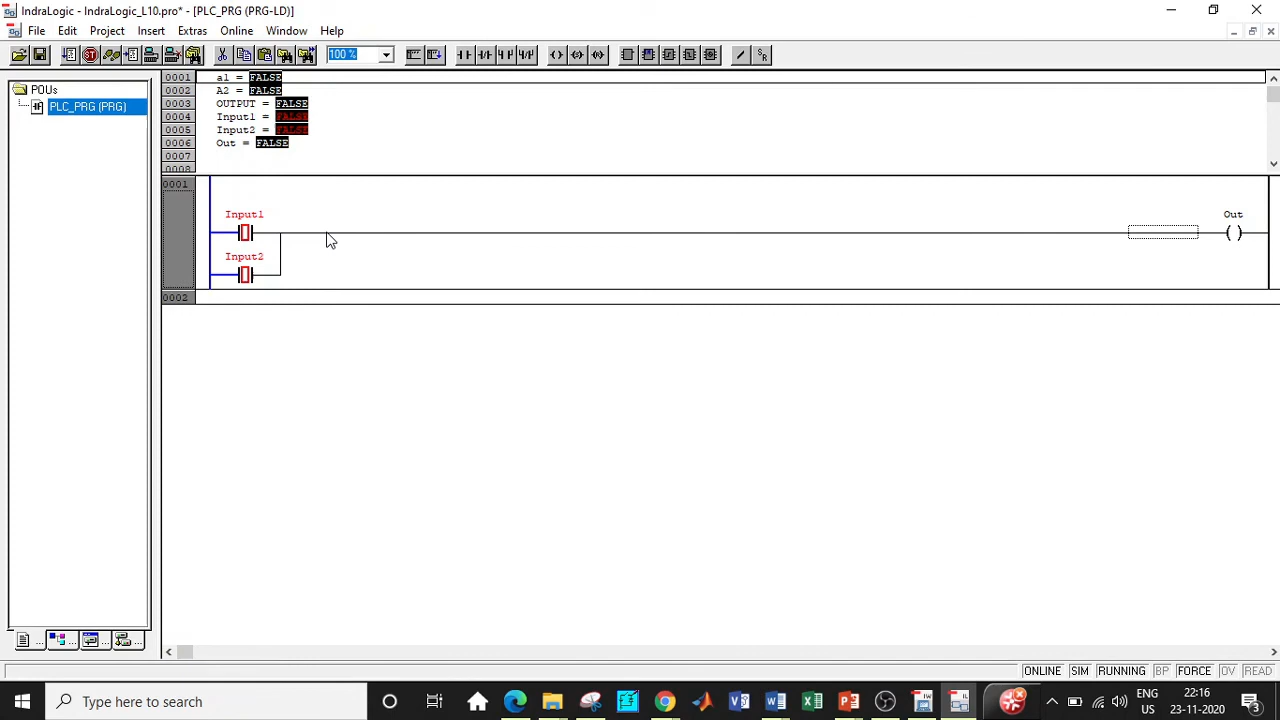 IndraLogic - IndraLogic_L10.pro* - [PLC_PRG (PRG-LD)]
File Edit Project Insert Extras Online Window Help
100 %
POUs
PLC_PRG (PRG)
0001 a1 = FALSE
0002 A2 = FALSE
0003 OUTPUT = FALSE
0004 Input1 = FALSE
0005 Input2 = FALSE
0006 Out = FALSE
0007
0008
0001
Input1 Out
Input2
0002
ONLINE SIM RUNNING BP FORCE OV READ
Type here to search
ENG 22:16
US 23-11-2020
3